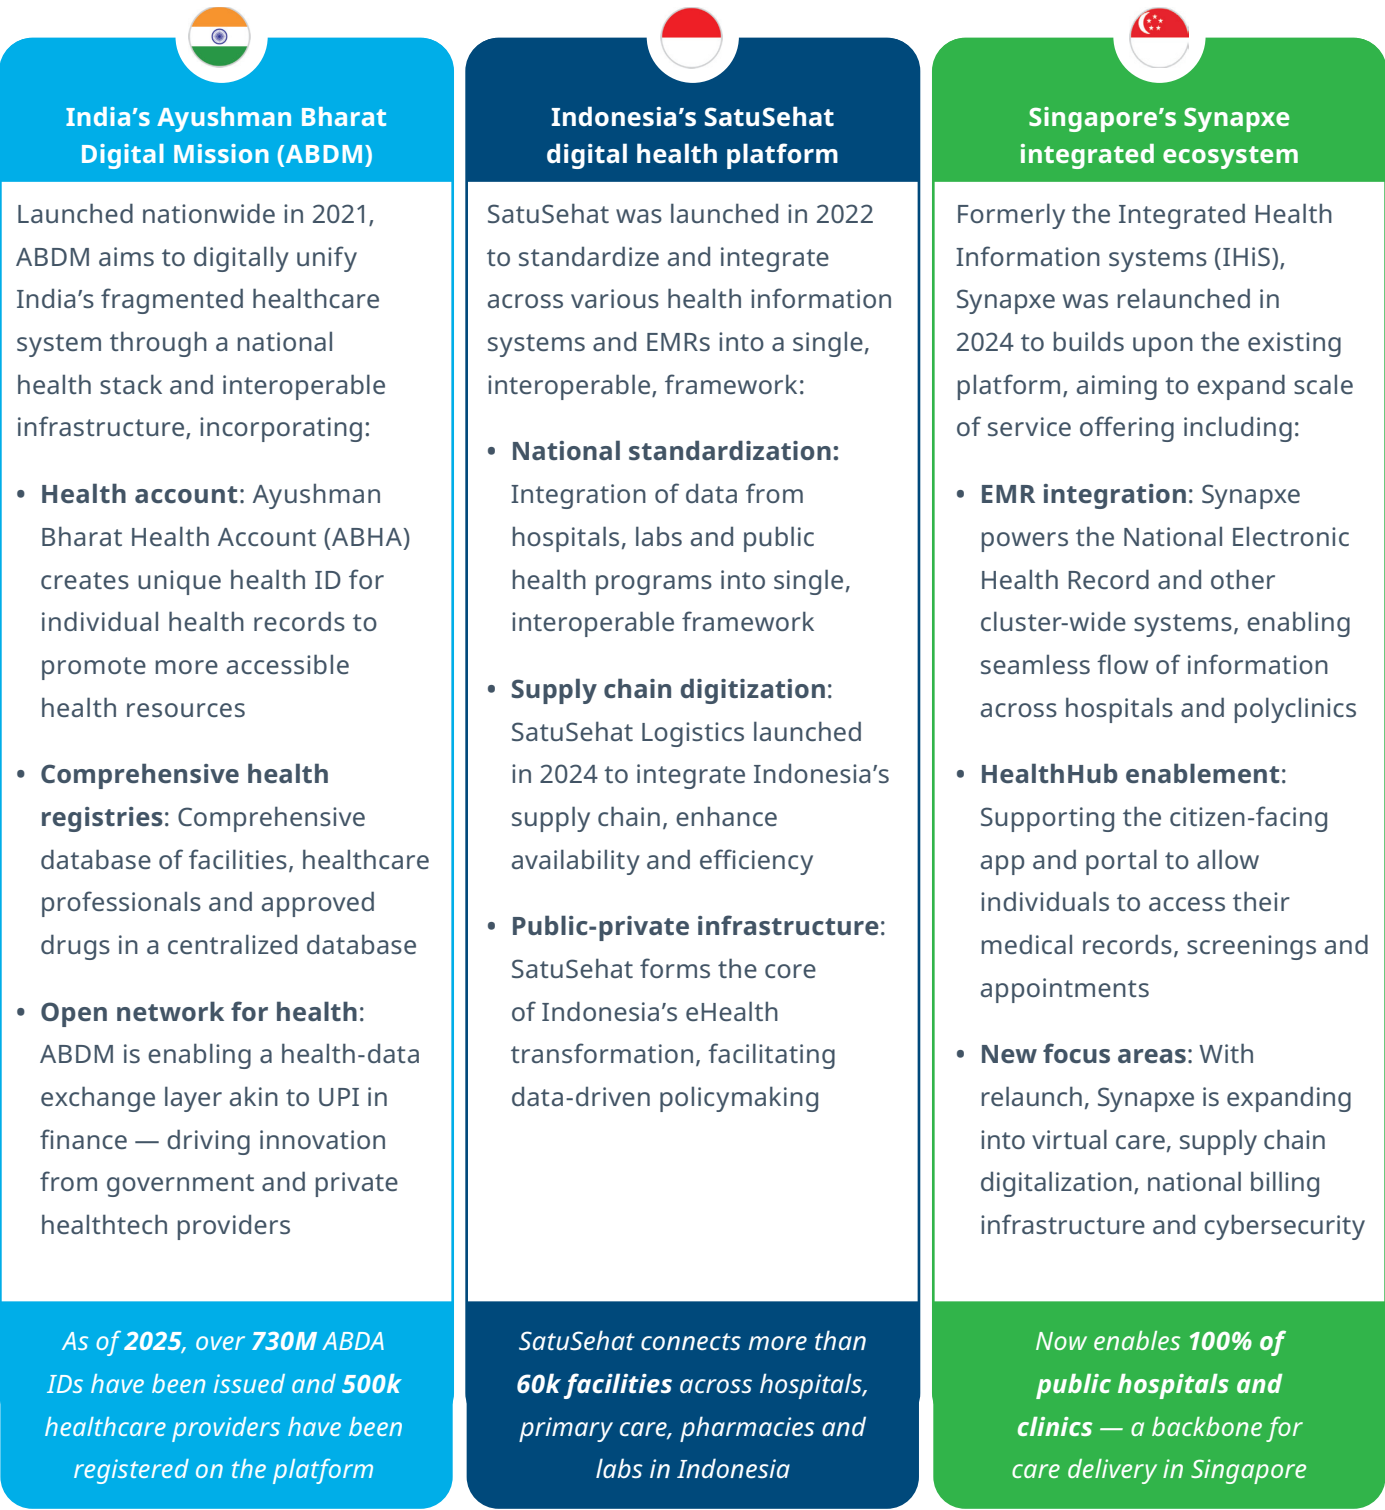 India’s Ayushman Bharat
Digital Mission (ABDM)
Launched nationwide in 2021,
ABDM aims to digitally unify
India’s fragmented healthcare
system through a national
health stack and interoperable
infrastructure, incorporating:
• Health account: Ayushman
Bharat Health Account (ABHA)
creates unique health ID for
individual health records to
promote more accessible
health resources
• Comprehensive health
registries: Comprehensive
database of facilities, healthcare
professionals and approved
drugs in a centralized database
• Open network for health:
ABDM is enabling a health-data
exchange layer akin to UPI in
finance — driving innovation
from government and private
healthtech providers
As of 2025, over 730M ABDA
IDs have been issued and 500k
healthcare providers have been
registered on the platform
Indonesia’s SatuSehat
digital health platform
SatuSehat was launched in 2022
to standardize and integrate
across various health information
systems and EMRs into a single,
interoperable, framework:
• National standardization:
Integration of data from
hospitals, labs and public
health programs into single,
interoperable framework
• Supply chain digitization:
SatuSehat Logistics launched
in 2024 to integrate Indonesia’s
supply chain, enhance
availability and efficiency
• Public-private infrastructure:
SatuSehat forms the core
of Indonesia’s eHealth
transformation, facilitating
data-driven policymaking
SatuSehat connects more than
60k facilities across hospitals,
primary care, pharmacies and
labs in Indonesia
Singapore’s Synapxe
integrated ecosystem
Formerly the Integrated Health
Information systems (IHiS),
Synapxe was relaunched in
2024 to builds upon the existing
platform, aiming to expand scale
of service offering including:
• EMR integration: Synapxe
powers the National Electronic
Health Record and other
cluster-wide systems, enabling
seamless flow of information
across hospitals and polyclinics
• HealthHub enablement:
Supporting the citizen-facing
app and portal to allow
individuals to access their
medical records, screenings and
appointments
• New focus areas: With
relaunch, Synapxe is expanding
into virtual care, supply chain
digitalization, national billing
infrastructure and cybersecurity
Now enables 100% of
public hospitals and
clinics — a backbone for
care delivery in Singapore